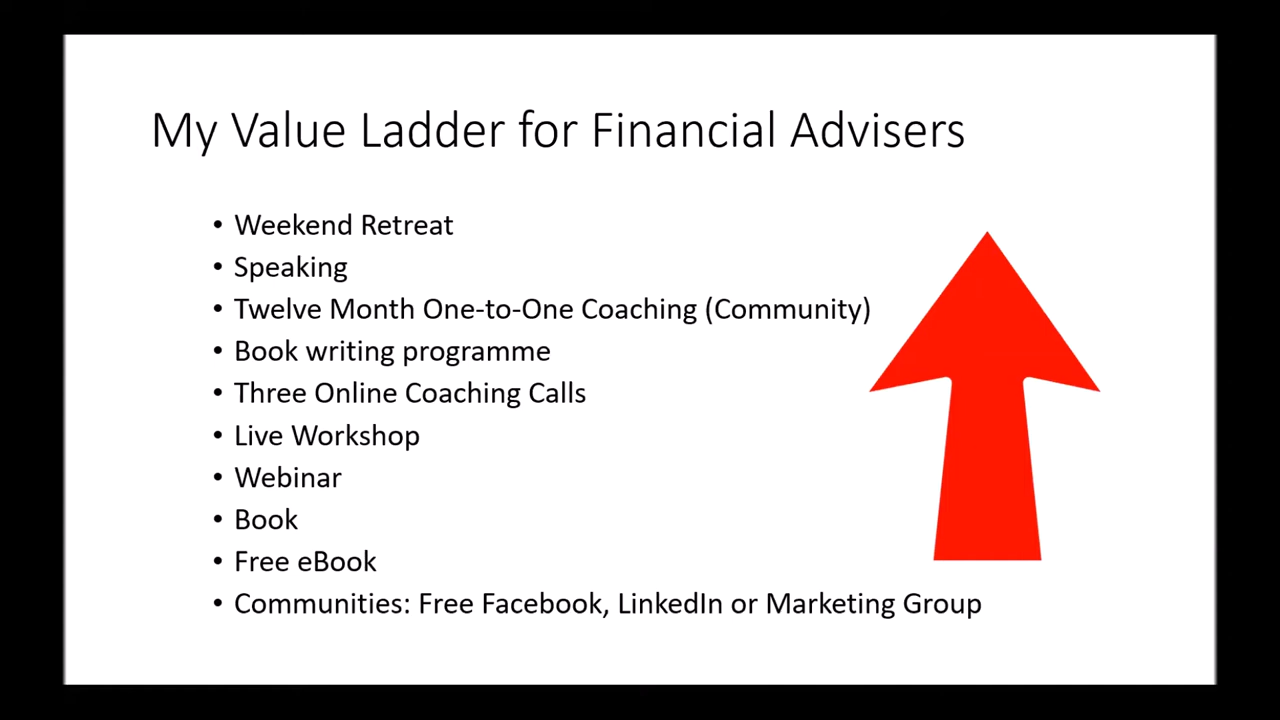 My Value Ladder for Financial Advisers
• Weekend Retreat
• Speaking
• Twelve Month One-to-One Coaching (Community)
• Book writing programme
• Three Online Coaching Calls
• Live Workshop
• Webinar
• Book
• Free eBook
• Communities: Free Facebook, LinkedIn or Marketing Group